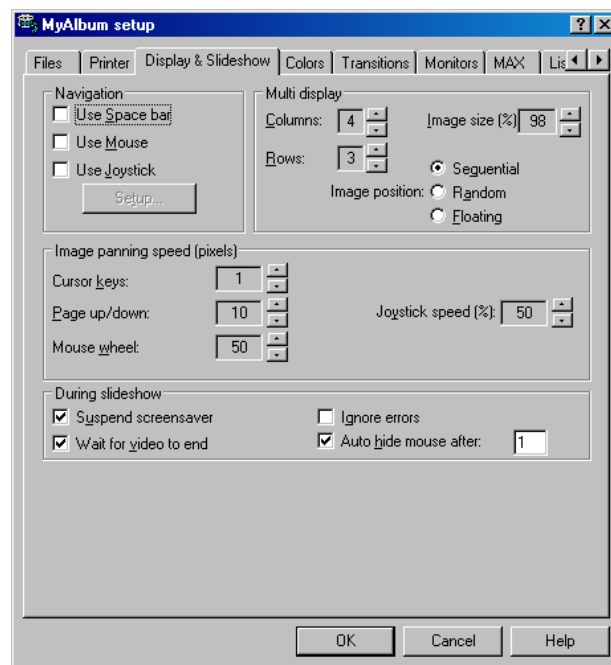 MyAlbum setup
Files Printer Display & Slideshow Colors Transitions Monitors MAX Lis
Navigation
Use Space bar
Use Mouse
Use Joystick
Setup...
Multi display
Columns: 4 Image size (%) 98
Rows: 3
Image position:
Seguential
Random
Floating
Image panning speed (pixels)
Cursor keys: 1
Page up/down: 10 Joystick speed (%): 50
Mouse wheel: 50
During slideshow
Suspend screensaver Ignore errors
Wait for video to end Auto hide mouse after: 1
OK Cancel Help